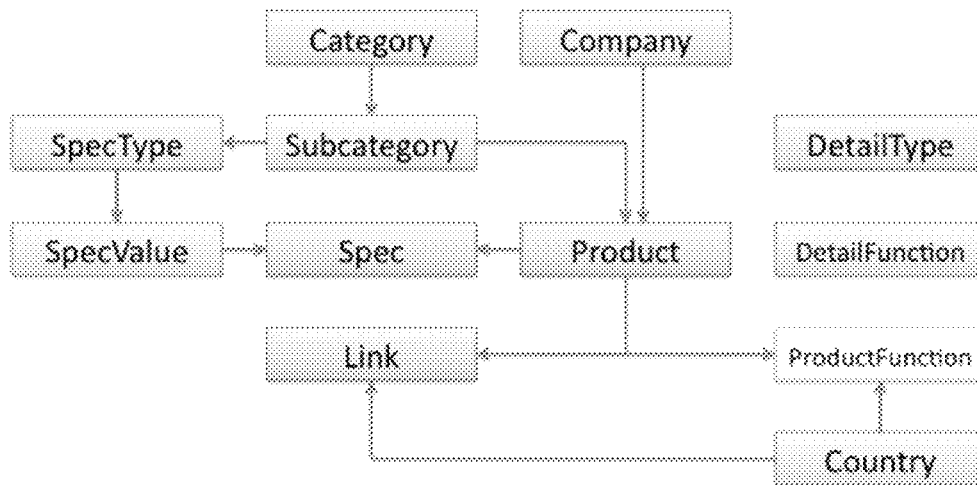 Category
Company
SpecType
Subcategory
DetailType
SpecValue
Spec
Product
DetailFunction
Link
ProductFunction
Country